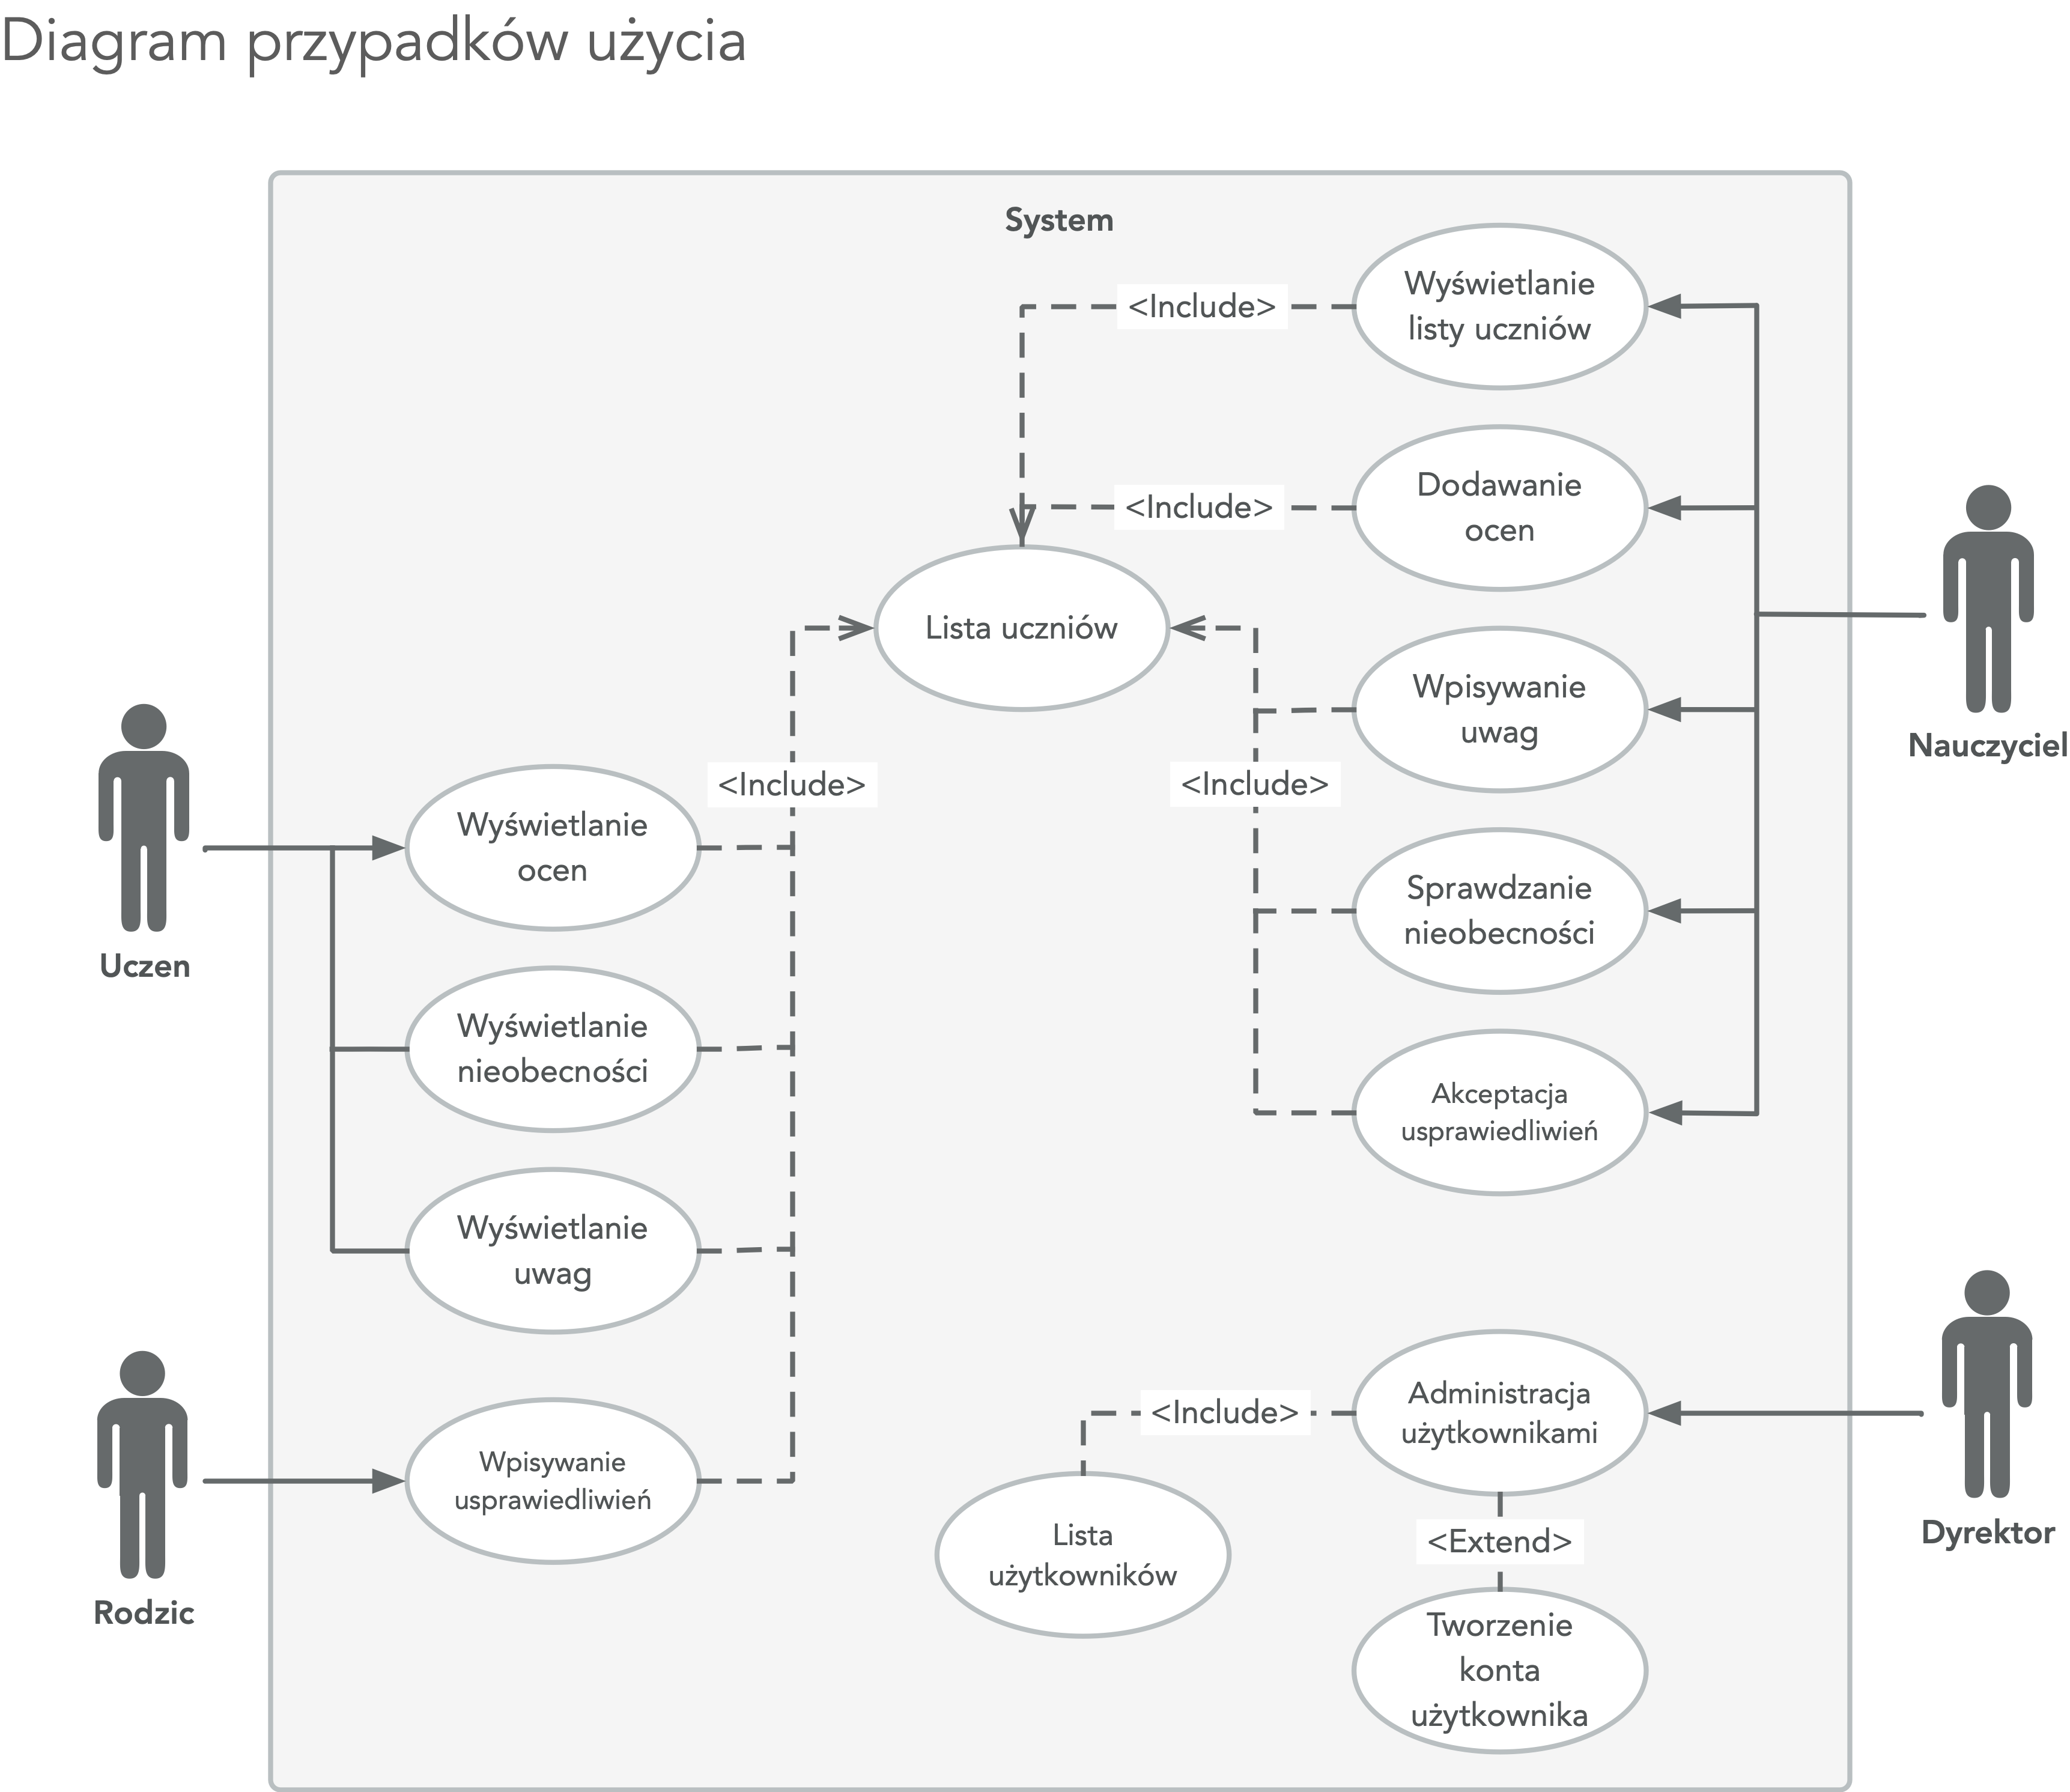 Diagram przypadków użycia
System
Wyświetlanie
listy uczniów
<Include>
Dodawanie
ocen
<Include>
Lista uczniów
Wpisywanie
uwag
Nauczyciel
<Include>
<Include>
Wyświetlanie
ocen
Sprawdzanie
nieobecności
Uczen
Wyświetlanie
nieobecności
Akceptacja
usprawiedliwień
Wyświetlanie
uwag
Administracja
użytkownikami
<Include>
Wpisywanie
usprawiedliwień
Lista
użytkowników
<Extend>
Dyrektor
Rodzic
Tworzenie
konta
użytkownika